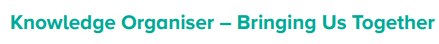 Knowledge Organiser – Bringing Us Together